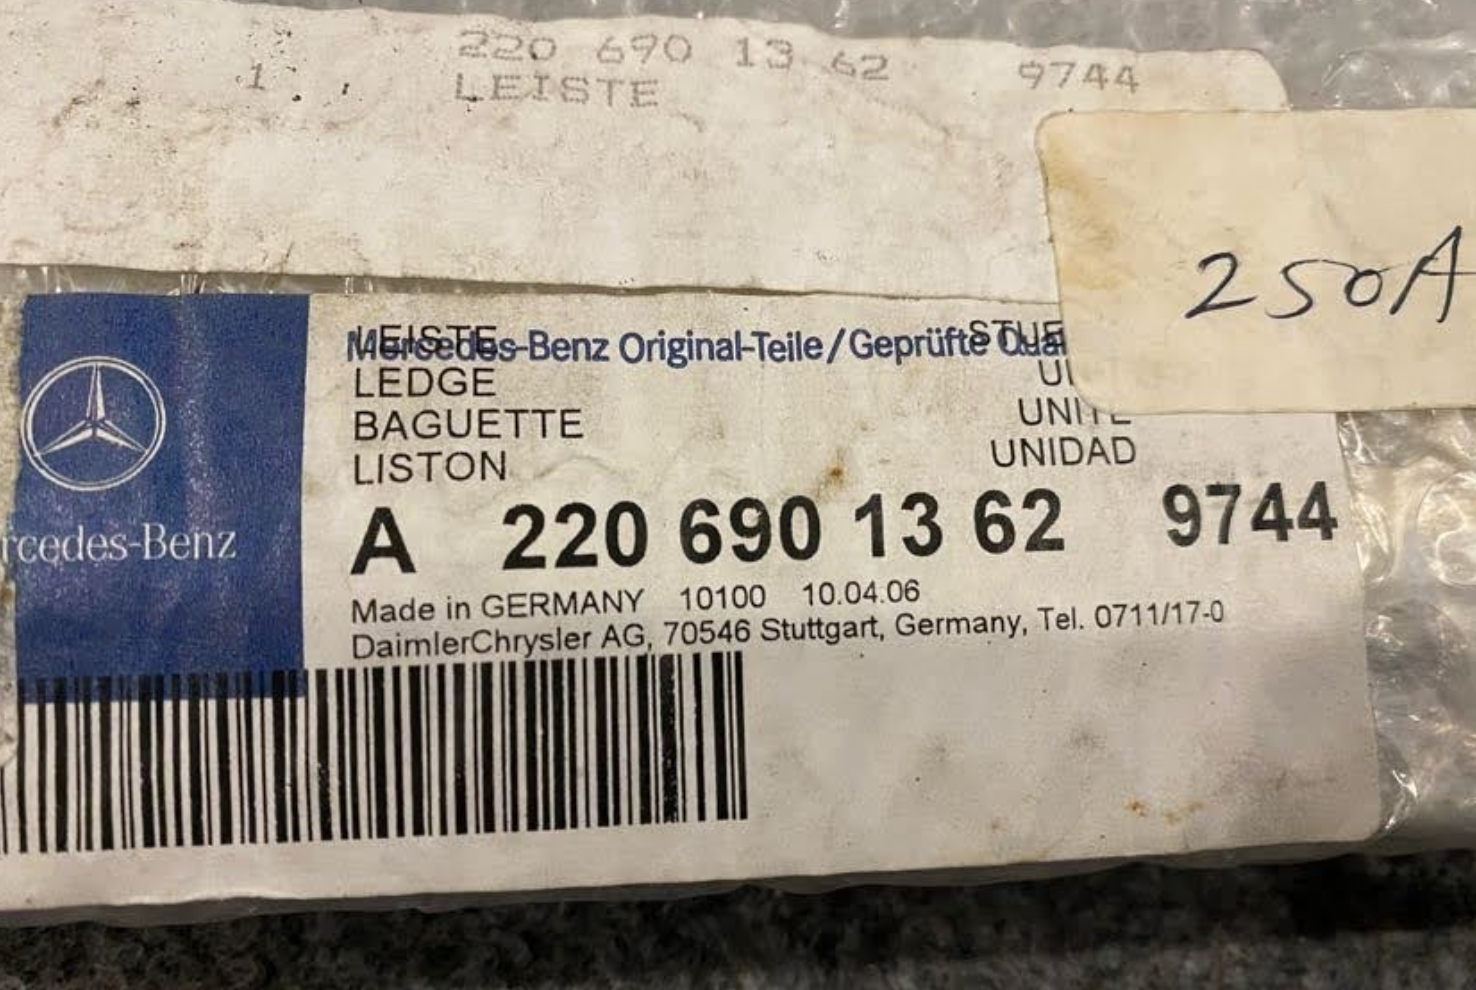 220 690 13 62 9744
1 LEISTE
250A
Mercedes-Benz Original-Teile/Geprüfte Qual
LEISTE STUE
LEDGE U
BAGUETTE UNITE
LISTON UNIDAD
A 220 690 13 62 9744
rcedes-Benz
Made in GERMANY 10100 10.04.06
DaimlerChrysler AG, 70546 Stuttgart, Germany, Tel. 0711/17-0